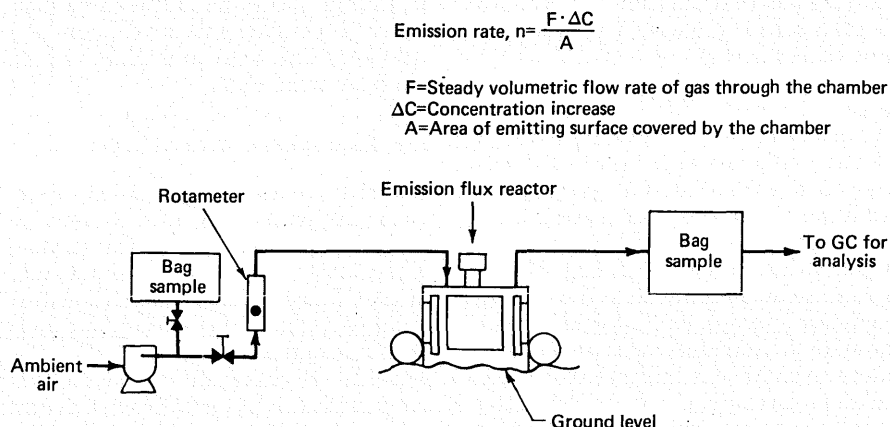 Emission rate, n= F·ΔC / A
F=Steady volumetric flow rate of gas through the chamber
ΔC=Concentration increase
A=Area of emitting surface covered by the chamber
Emission flux reactor
Rotameter
Bag
sample
Bag
sample
To GC for
analysis
Ambient
air
Ground level